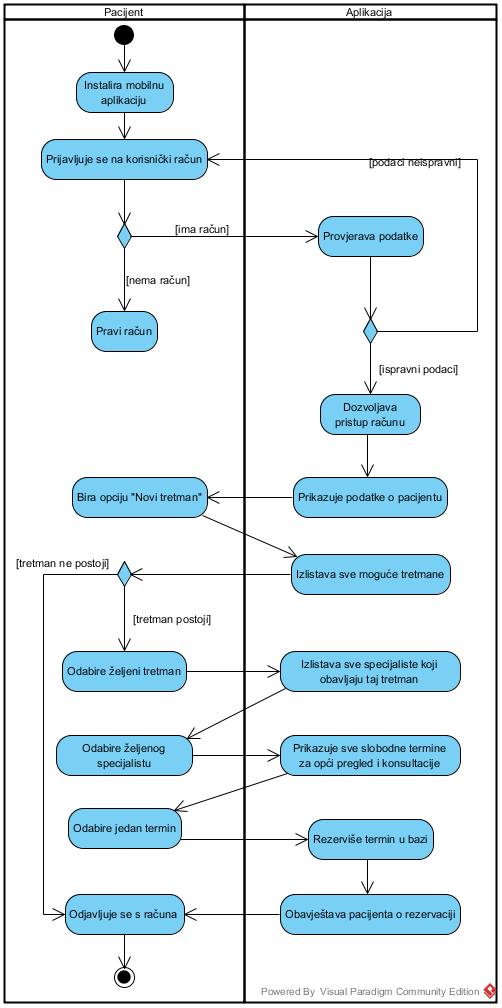 Pacijent
Aplikacija
Instalira mobilnu
aplikaciju
Prijavljuje se na korisnički račun
[podaci neispravni]
[ima račun]
Provjerava podatke
[nema račun]
Pravi račun
[ispravni podaci]
Dozvoljava
pristup računu
Bira opciju "Novi tretman"
Prikazuje podatke o pacijentu
[tretman ne postoji]
Izlistava sve moguće tretmane
[tretman postoji]
Odabire željeni tretman
Izlistava sve specijaliste koji
obavljaju taj tretman
Odabire željenog
specijalistu
Prikazuje sve slobodne termine
za opći pregled i konsultacije
Odabire jedan termin
Rezerviše termin u bazi
Odjavljuje se s računa
Obavještava pacijenta o rezervaciji
Powered By Visual Paradigm Community Edition